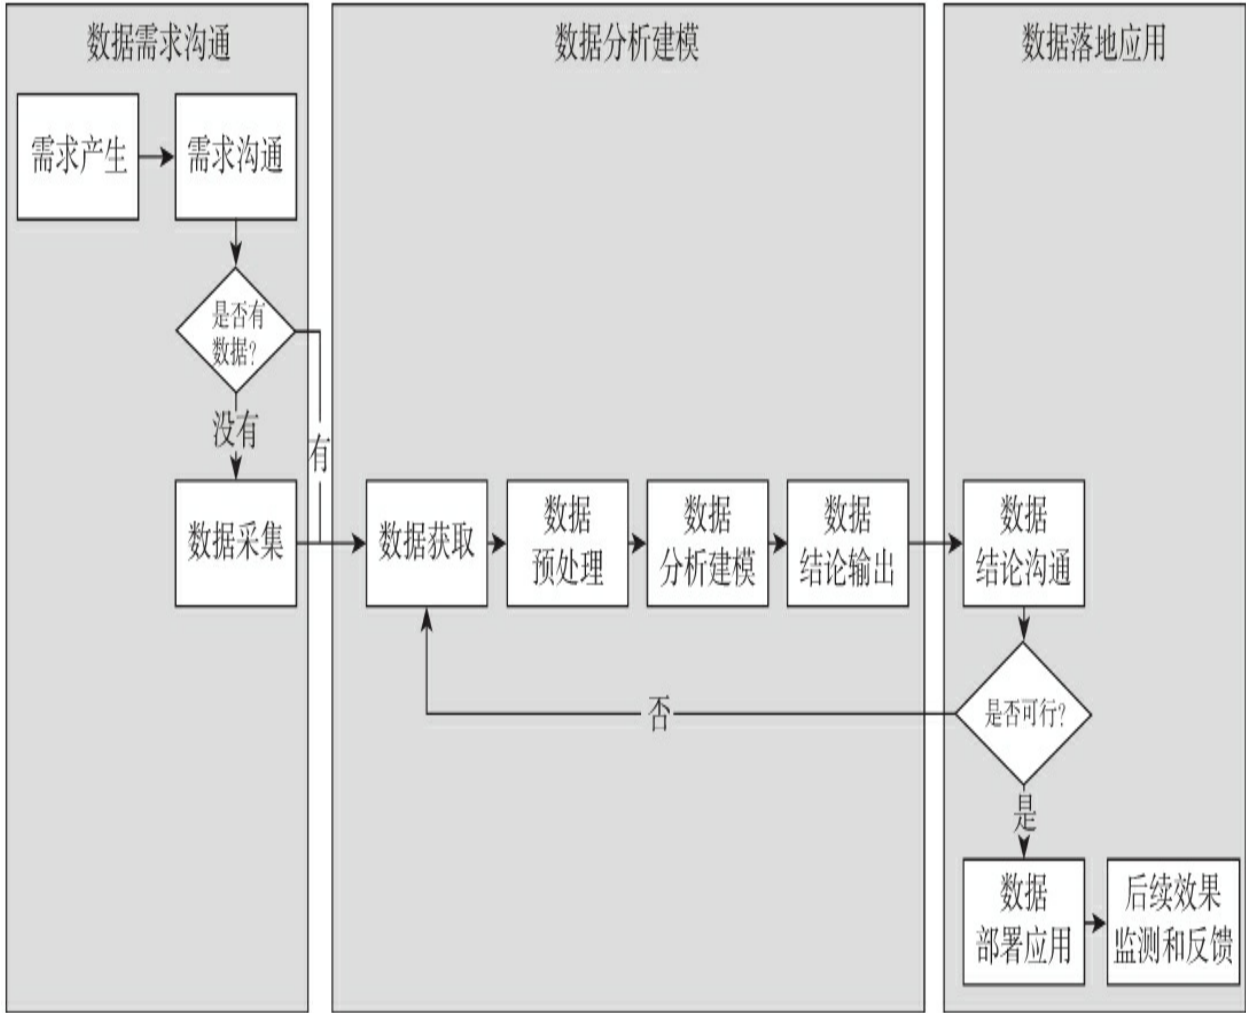 数据需求沟通
数据分析建模
数据落地应用
需求产生
需求沟通
是否有
数据?
没有
有
数据采集
数据获取
数据
预处理
数据
分析建模
数据
结论输出
数据
结论沟通
否
是否可行?
是
数据
部署应用
后续效果
监测和反馈